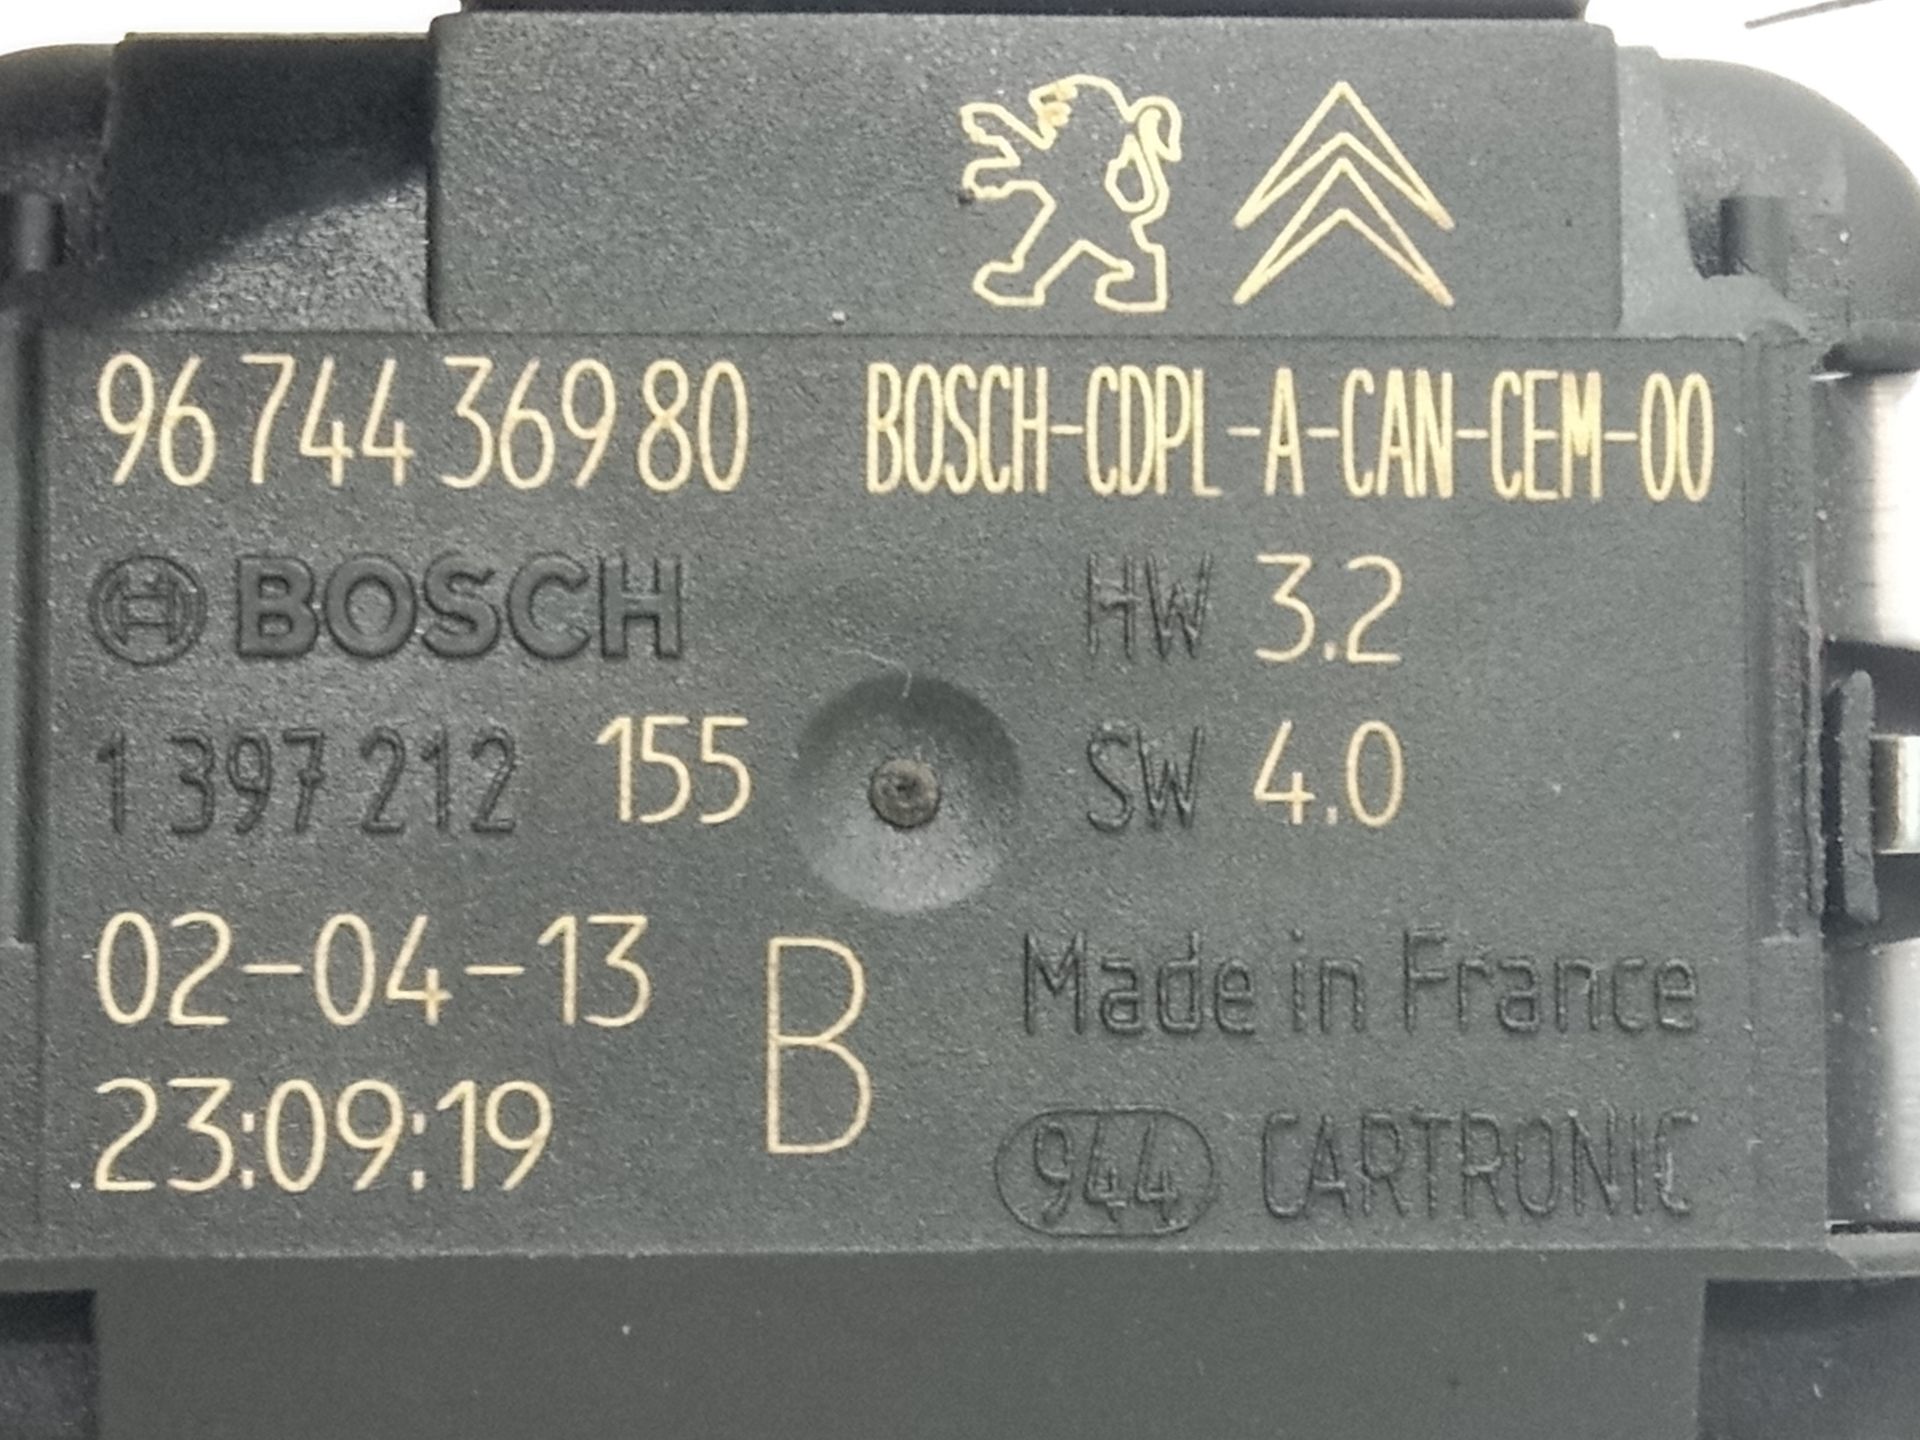 96 744 369 80 BOSCH-CDPL-A-CAN-CEM-00
BOSCH HW 3.2
1 397 212 155 SW 4.0
02-04-13 B Made in France
23:09:19 944 CARTRONIC